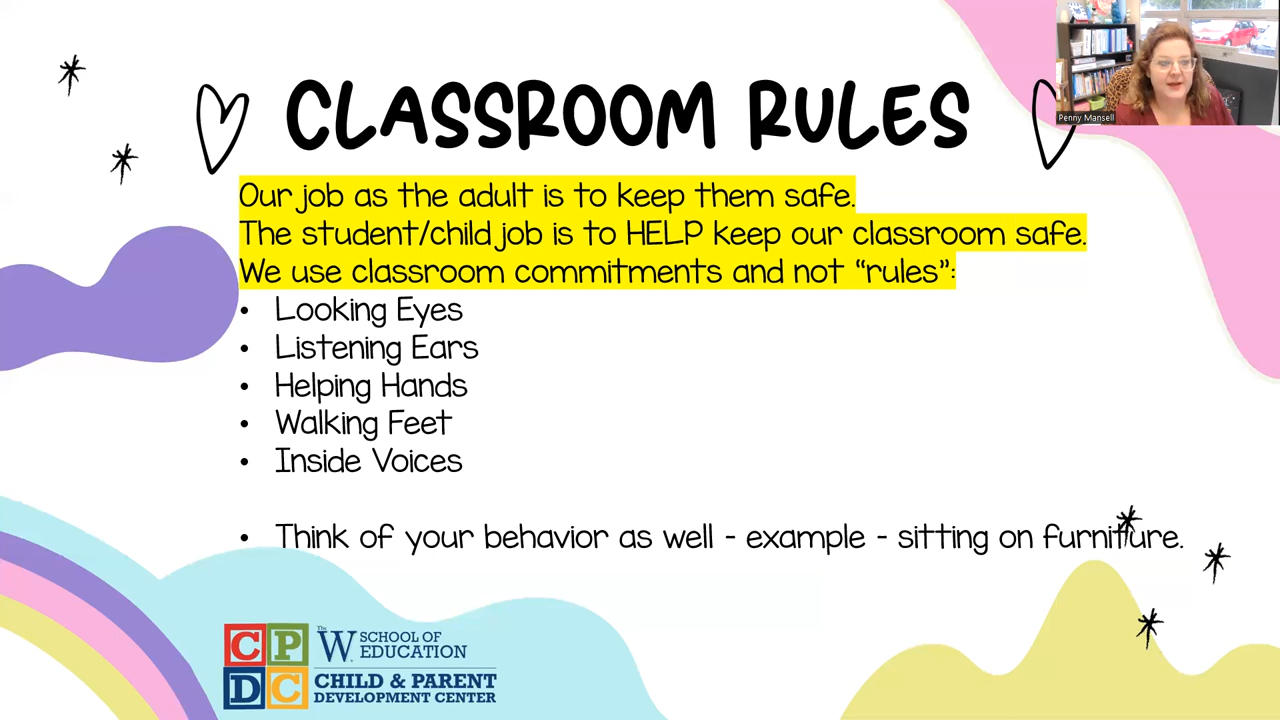 CLASSROOM RULES
Penny Mansell
Our job as the adult is to keep them safe.
The student/child job is to HELP keep our classroom safe.
We use classroom commitments and not “rules”:
• Looking Eyes
• Listening Ears
• Helping Hands
• Walking Feet
• Inside Voices
• Think of your behavior as well - example - sitting on furniture.
CP
DC
The W SCHOOL OF
EDUCATION
CHILD & PARENT
DEVELOPMENT CENTER